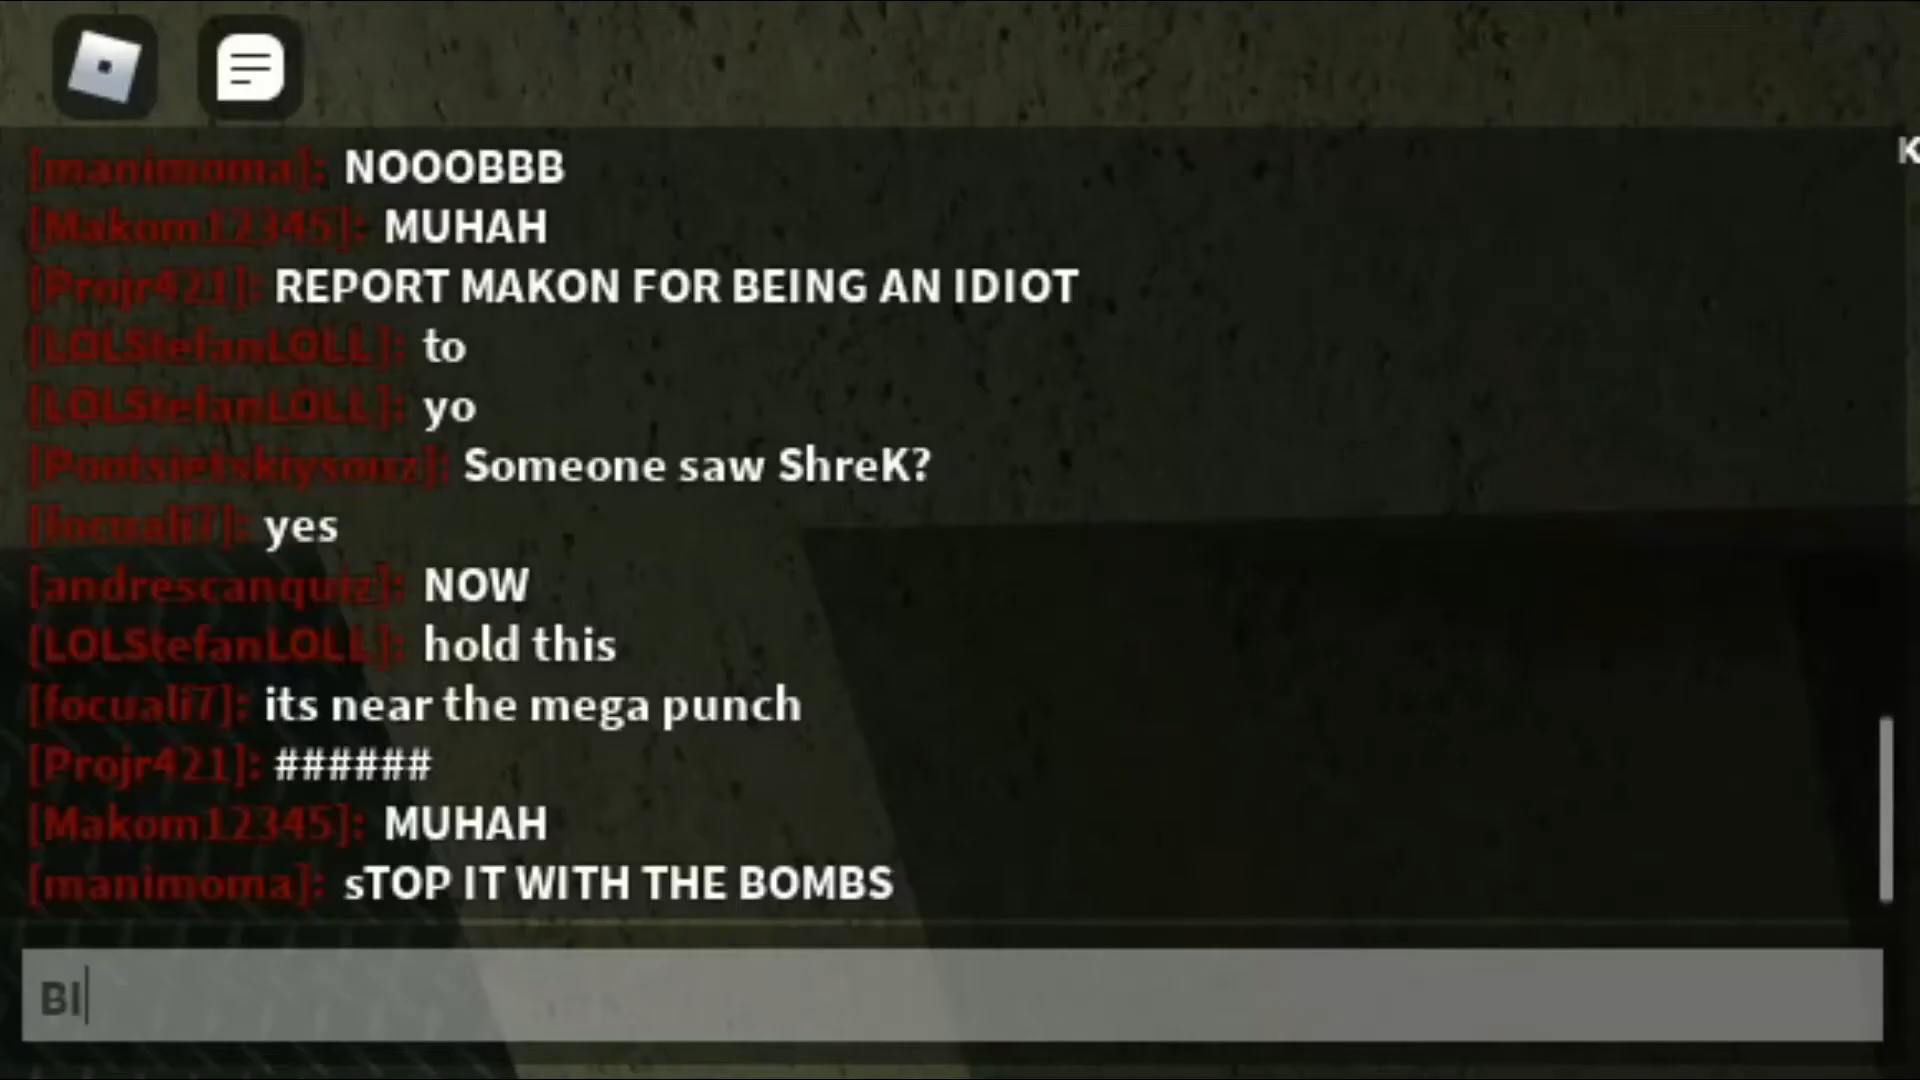 K
[manimoma]: NOOOBBB
[Makom12345]: MUHAH
[Projr421]: REPORT MAKON FOR BEING AN IDIOT
[LOLStefanLOLL]: to
[LOLStefanLOLL]: yo
[Pootsietskiysouz]: Someone saw ShreK?
[focuali7]: yes
[andrescanquiz]: NOW
[LOLStefanLOLL]: hold this
[focuali7]: its near the mega punch
[Projr421]: ######
[Makom12345]: MUHAH
[manimoma]: sTOP IT WITH THE BOMBS
BI